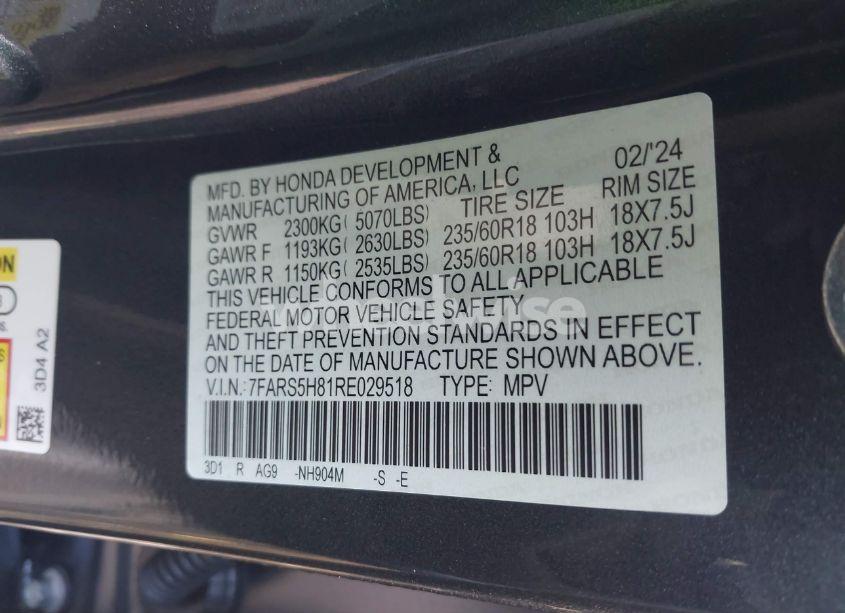 MFD. BY HONDA DEVELOPMENT &
MANUFACTURING OF AMERICA, LLC
02/'24
GVWR 2300KG( 5070LBS) TIRE SIZE RIM SIZE
GAWR F 1193KG( 2630LBS) 235/60R18 103H 18X7.5J
GAWR R 1150KG( 2535LBS) 235/60R18 103H 18X7.5J
THIS VEHICLE CONFORMS TO ALL APPLICABLE
FEDERAL MOTOR VEHICLE SAFETY
AND THEFT PREVENTION STANDARDS IN EFFECT
ON THE DATE OF MANUFACTURE SHOWN ABOVE.
V.I.N.: 7FARS5H81RE029518 TYPE: MPV
3D1 R AG9 -NH904M -S -E
3D4 A2